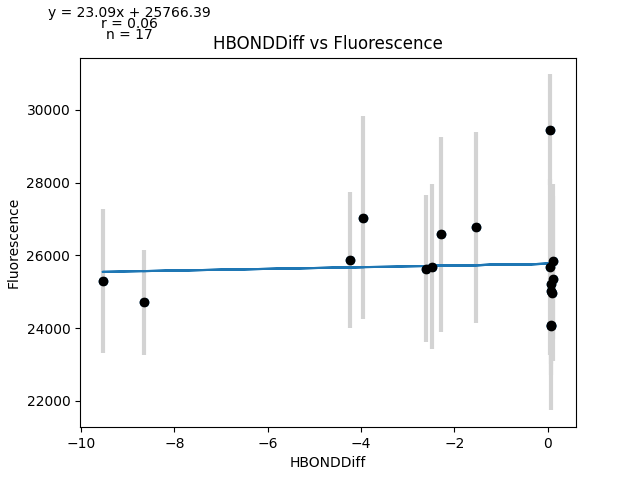 y = 23.09x + 25766.39
r = 0.06
n = 17
HBONDDiff vs Fluorescence
Fluorescence
30000
28000
26000
24000
22000
−10
−8
−6
−4
−2
0
HBONDDiff